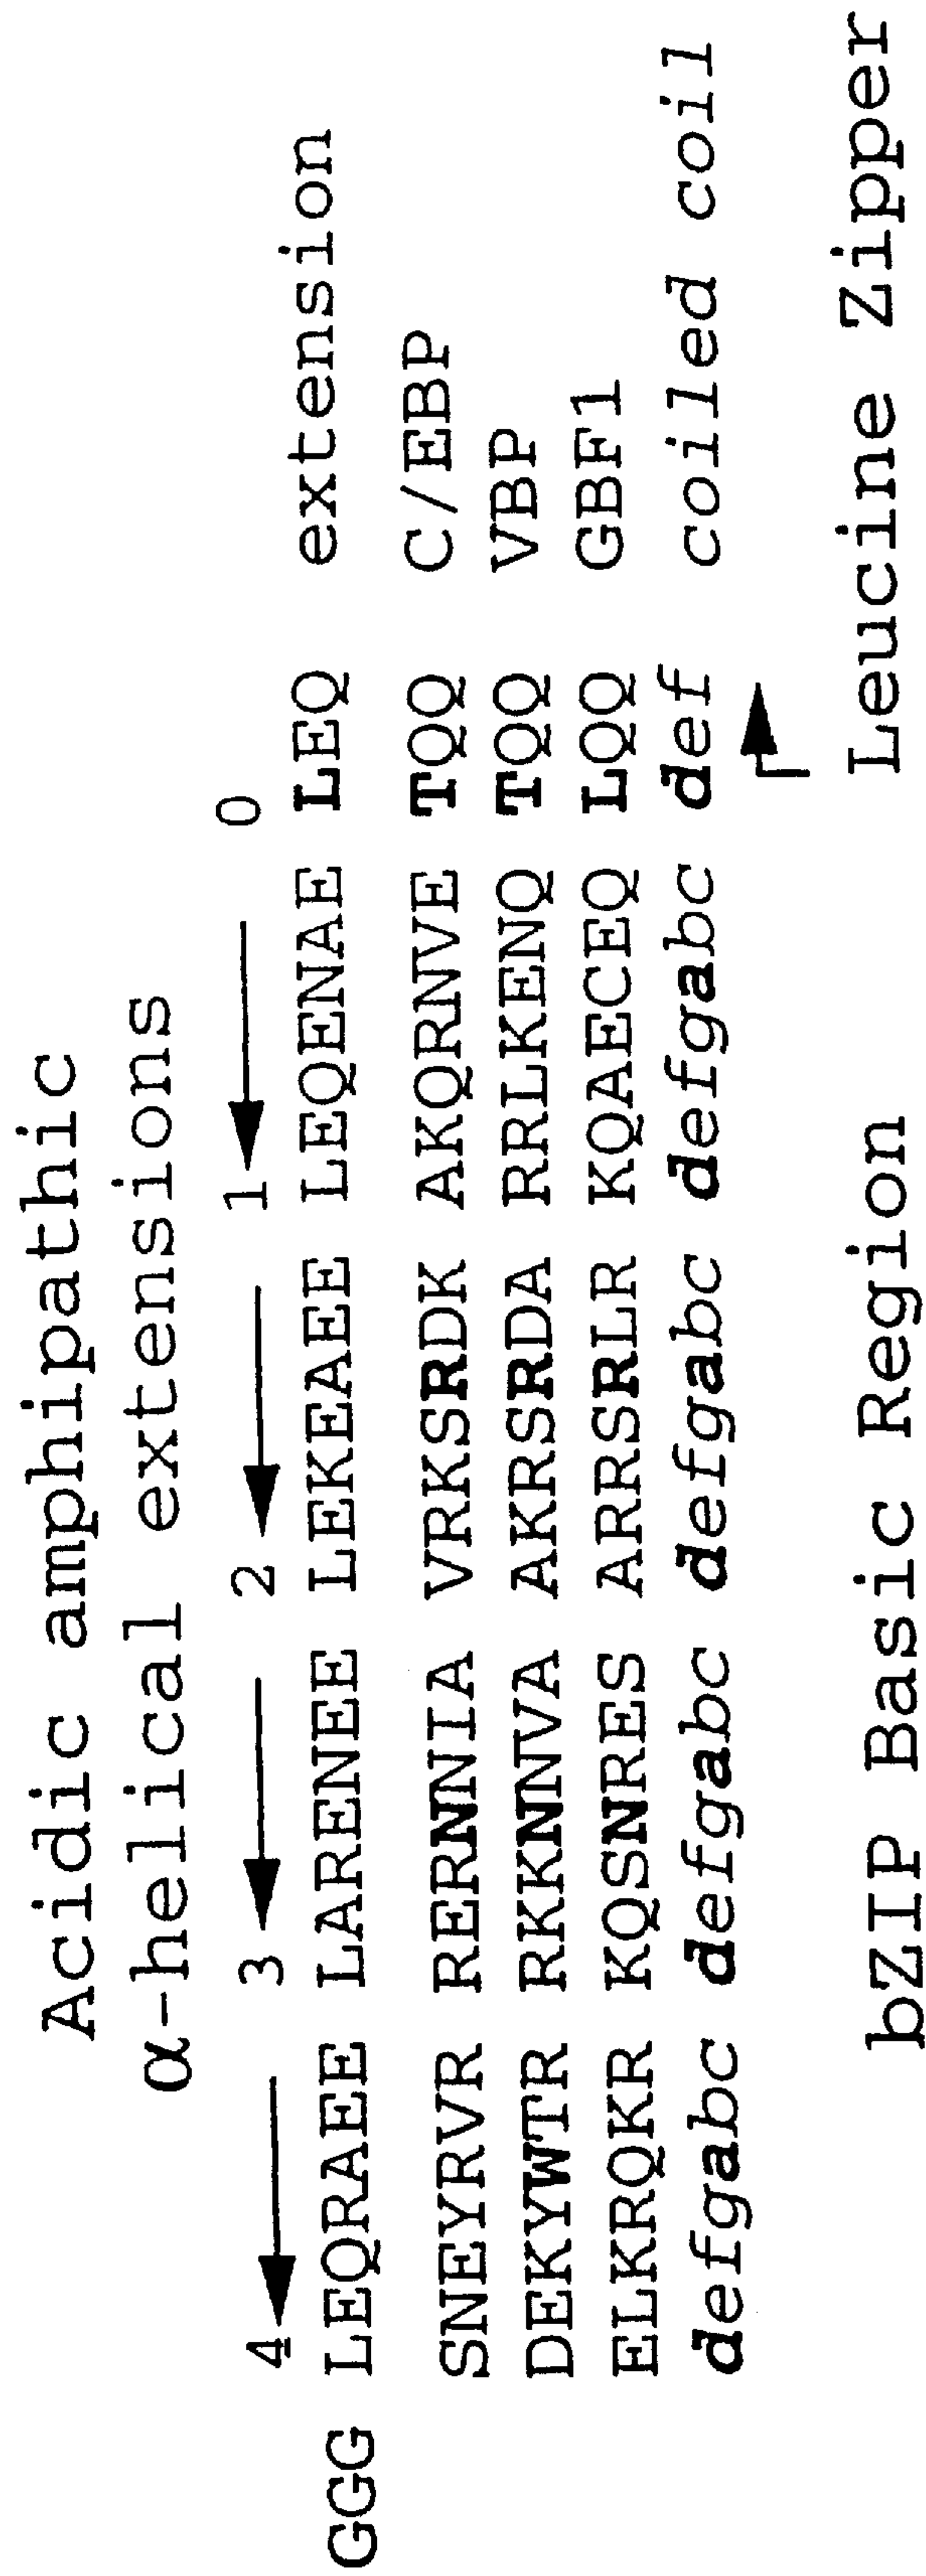 Acidic amphipathic
α-helical extensions
4 3 2 1 0
GGG LEQRAEE LARENEE LEKEAEE LEQENAE LEQ extension
SNEYRVR RERNNIA VRKSRDK AKQRNVE TQQ C/EBP
DEKYWTR RKKNNVA AKRSRDA RRLKENQ TQQ VBP
ELKRQKR KQSNRES ARRSRLR KQAECEQ LQQ GBF1
defgabc defgabc defgabc defgabc def coiled coil
bZIP Basic Region Leucine Zipper